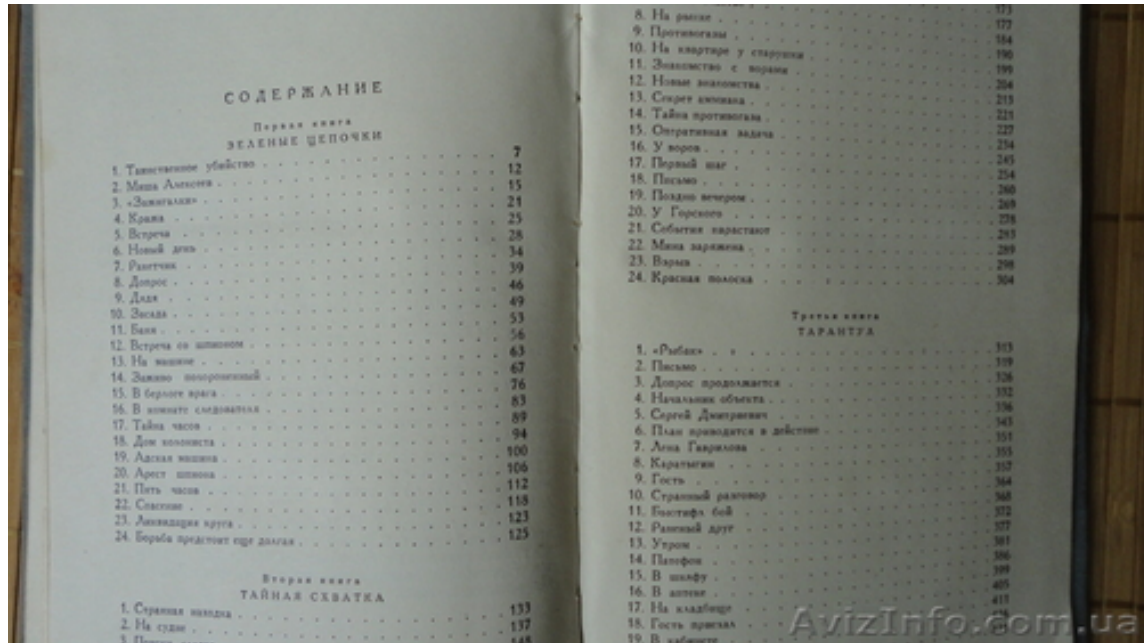 СОДЕРЖАНИЕ
Первая книга
ЗЕЛЕНЫЕ ЦЕПОЧКИ
1. Таинственное убийство 7
2. Миша Алексеев 12
3. «Зажигалки» 15
4. Кража 21
5. Встреча 25
6. Новый день 28
7. Ракетчик 34
8. Допрос 39
9. Дядя 46
10. Засада 49
11. Баня 53
12. Встреча со шпионом 56
13. На машине 63
14. Заживо похороненный 67
15. В берлоге врага 76
16. В комнате следователя 83
17. Тайна часов 89
18. Дом колониста 94
19. Адская машина 100
20. Арест шпиона 106
21. Пять часов 112
22. Спасение 118
23. Ликвидация круга 123
24. Борьба предстоит еще долгая 125
Вторая книга
ТАЙНАЯ СХВАТКА
1. Странная находка 133
2. На судне 137
173
8. На рынке 177
9. Противогазы 184
10. На квартире у старушки 190
11. Знакомство с ворами 199
12. Новые знакомства 204
13. Секрет аммиака 213
14. Тайна противогаза 221
15. Оперативная задача 227
16. У воров 234
17. Первый шаг 245
18. Письмо 254
19. Поздно вечером 260
20. У Горского 269
21. События нарастают 278
22. Мина заряжена 289
23. Взрыв 298
24. Красная полоска 304
Третья книга
ТАРАНТУЛ
1. «Рыбак» 313
2. Письмо 319
3. Допрос продолжается 326
4. Начальник объекта 332
5. Сергей Дмитриевич 336
6. План приводится в действие 343
7. Лена Гаврилова 351
8. Каратыгин 355
9. Гость 357
10. Странный разговор 364
11. Бьютифл бой 368
12. Раненый друг 372
13. Утром 377
14. Патефон 381
15. В шкафу 386
16. В аптеке 399
17. На кладбище 405
18. Гость приехал 411
19. В кабинете
AvizInfo.com.ua